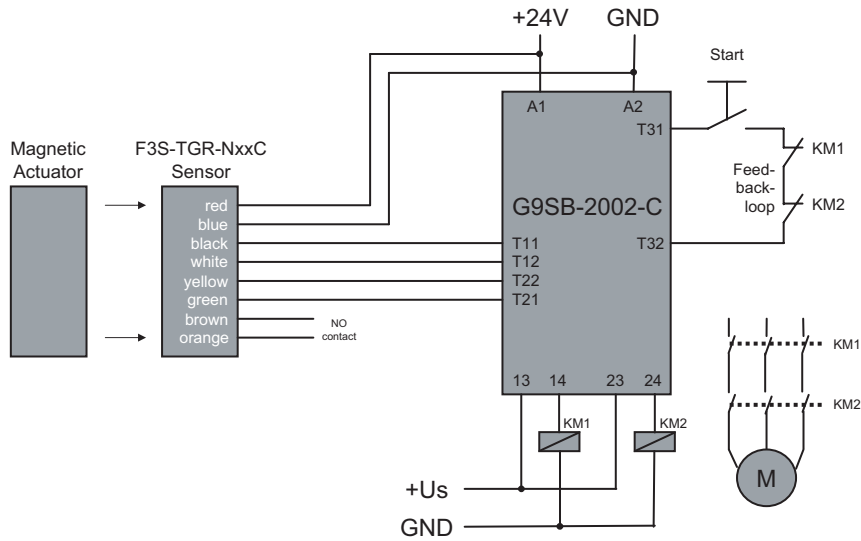 +24V
GND
Start
A1
A2
T31
KM1
Feed-
back-
loop
KM2
Magnetic
Actuator
F3S-TGR-NxxC
Sensor
red
blue
black
white
yellow
green
brown
orange
NO
contact
G9SB-2002-C
T11
T12
T22
T21
T32
13
14
23
24
KM1
KM2
+Us
GND
KM1
KM2
M